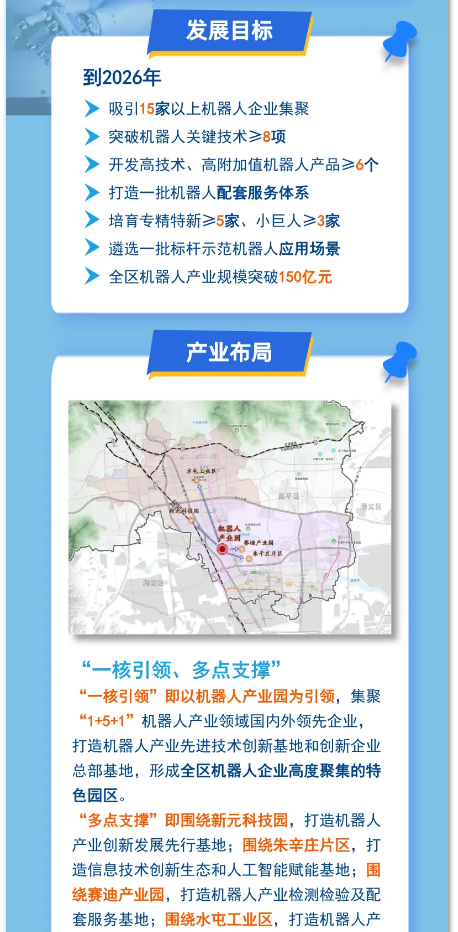 发展目标
到2026年
吸引15家以上机器人企业集聚
突破机器人关键技术≥8项
开发高技术、高附加值机器人产品≥6个
打造一批机器人配套服务体系
培育专精特新≥5家、小巨人≥3家
遴选一批标杆示范机器人应用场景
全区机器人产业规模突破150亿元
产业布局
水屯工业区
昌平区
顺义区
新元科技园
机器人
产业园
赛迪产业园
朱辛庄片区
海淀区
“一核引领、多点支撑”
“一核引领”即以机器人产业园为引领，集聚
“1+5+1”机器人产业领域国内外领先企业，
打造机器人产业先进技术创新基地和创新企业
总部基地，形成全区机器人企业高度聚集的特
色园区。
“多点支撑”即围绕新元科技园，打造机器人
产业创新发展先行基地；围绕朱辛庄片区，打
造信息技术创新生态和人工智能赋能基地；围
绕赛迪产业园，打造机器人产业检测检验及配
套服务基地；围绕水屯工业区，打造机器人产